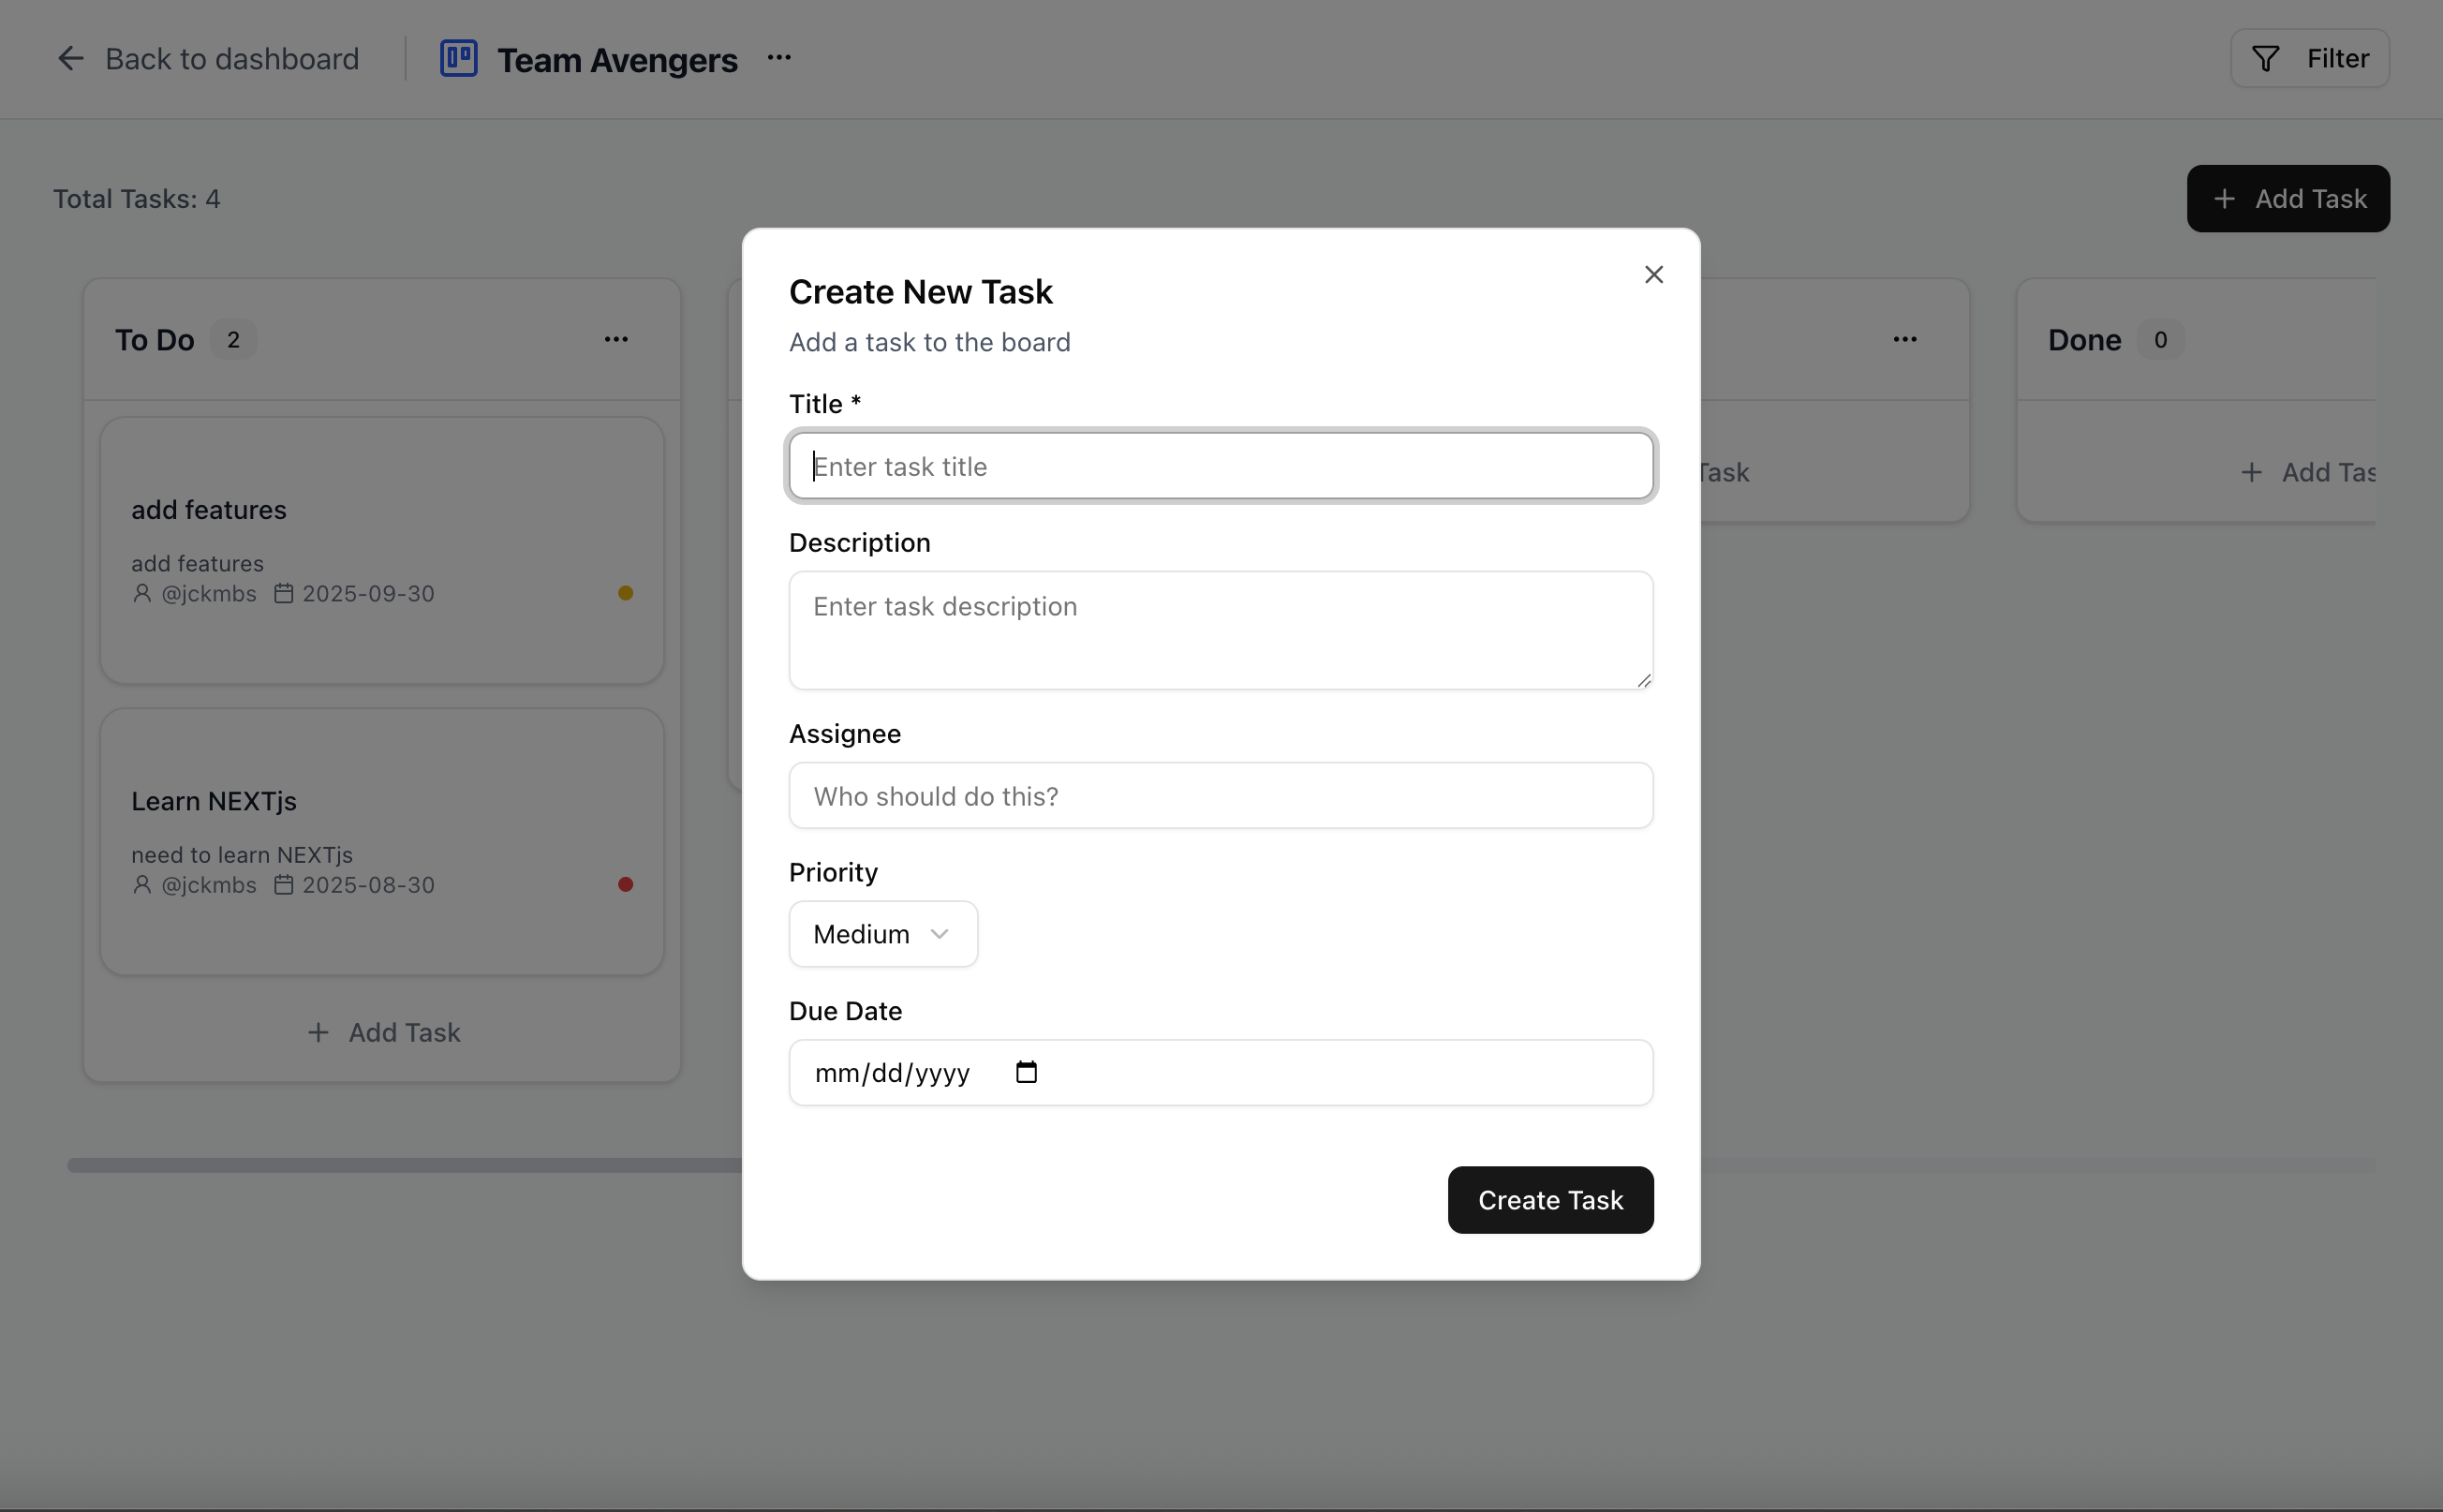 Back to dashboard
Team Avengers
Filter
Total Tasks: 4
+ Add Task
To Do 2
add features
add features
@jckmbs 2025-09-30
Learn NEXTjs
need to learn NEXTjs
@jckmbs 2025-08-30
+ Add Task
Create New Task
Add a task to the board
Title *
Enter task title
Description
Enter task description
Assignee
Who should do this?
Priority
Medium
Due Date
mm/dd/yyyy
Create Task
Task
Done 0
+ Add Tas